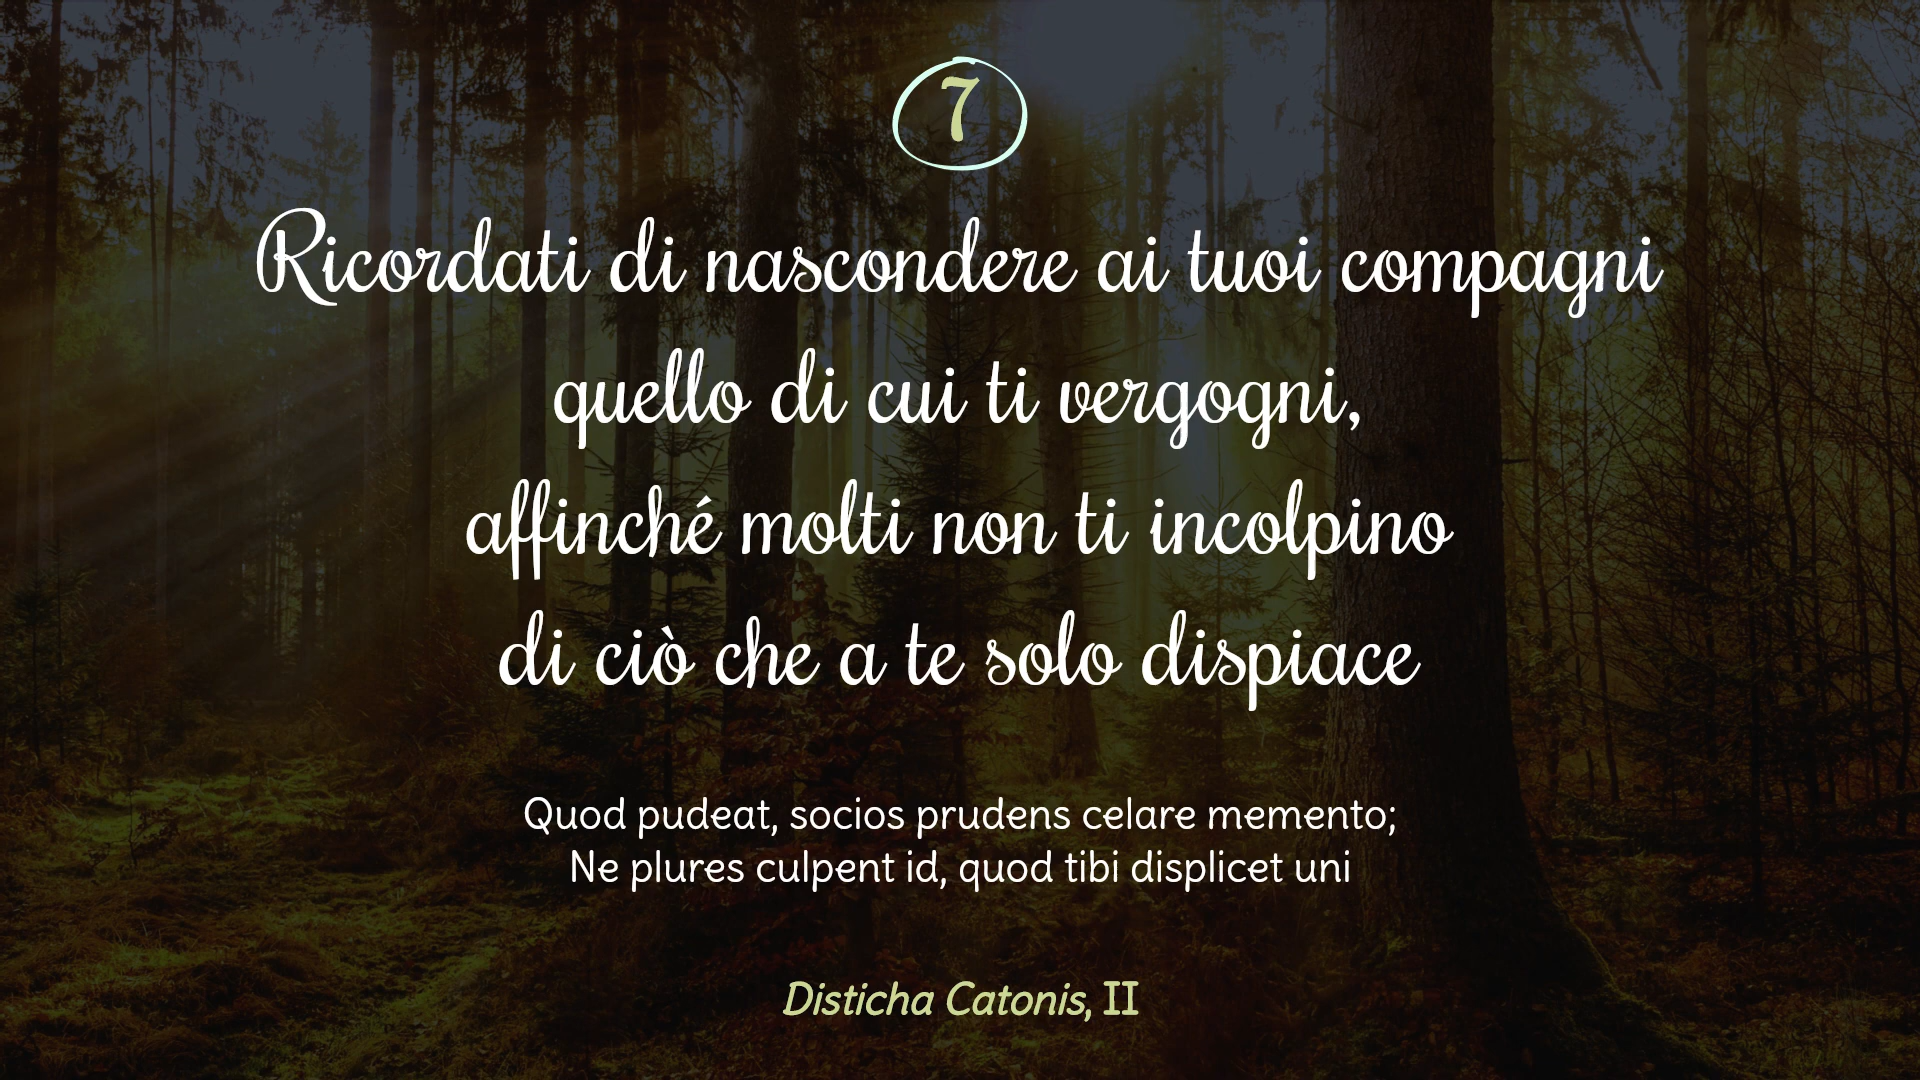 7
Ricordati di nascondere ai tuoi compagni
quello di cui ti vergogni,
affinché molti non ti incolpino
di ciò che a te solo dispiace
Quod pudeat, socios prudens celare memento;
Ne plures culpent id, quod tibi displicet uni
Disticha Catonis, II